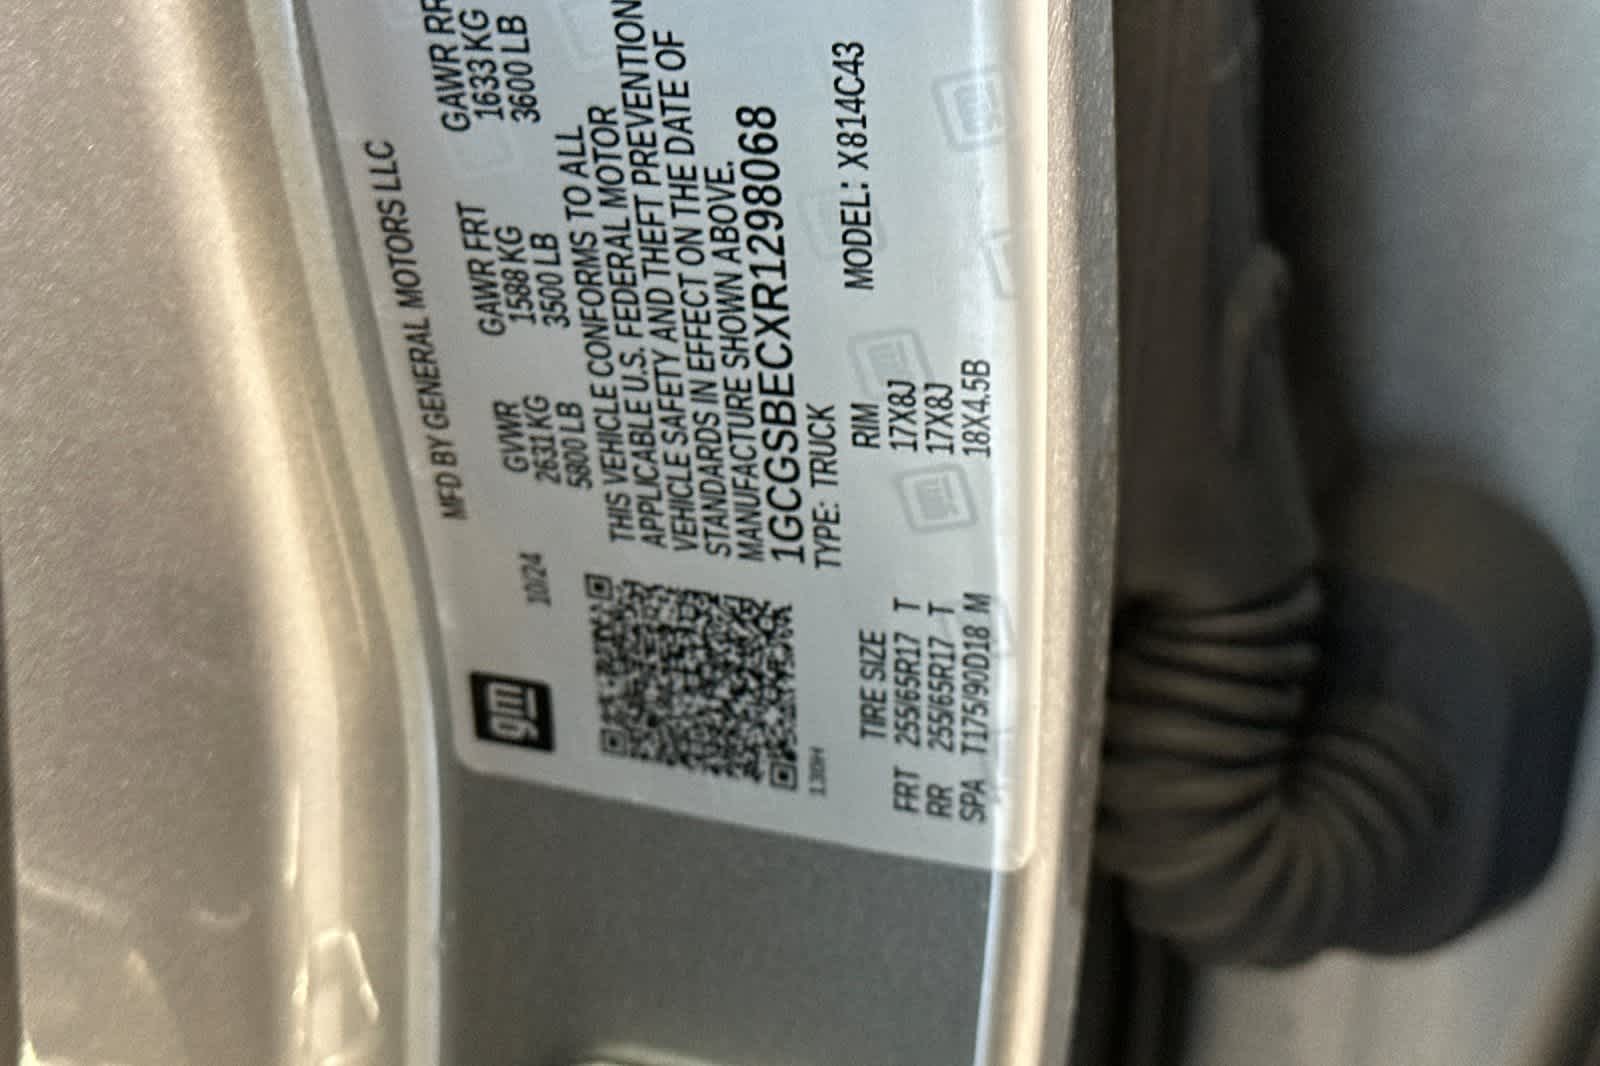 gm
MFD BY GENERAL MOTORS LLC
10/24
GVWR GAWR FRT GAWR RR
2631 KG 1588 KG 1633 KG
5800 LB 3500 LB 3600 LB
THIS VEHICLE CONFORMS TO ALL
APPLICABLE U.S. FEDERAL MOTOR
VEHICLE SAFETY AND THEFT PREVENTION
STANDARDS IN EFFECT ON THE DATE OF
MANUFACTURE SHOWN ABOVE.
1GCGSBECXR1298068
TYPE: TRUCK MODEL: X814C43
TIRE SIZE RIM
FRT 255/65R17 T 17X8J
RR 255/65R17 T 17X8J
SPA T175/90D18 M 18X4.5B